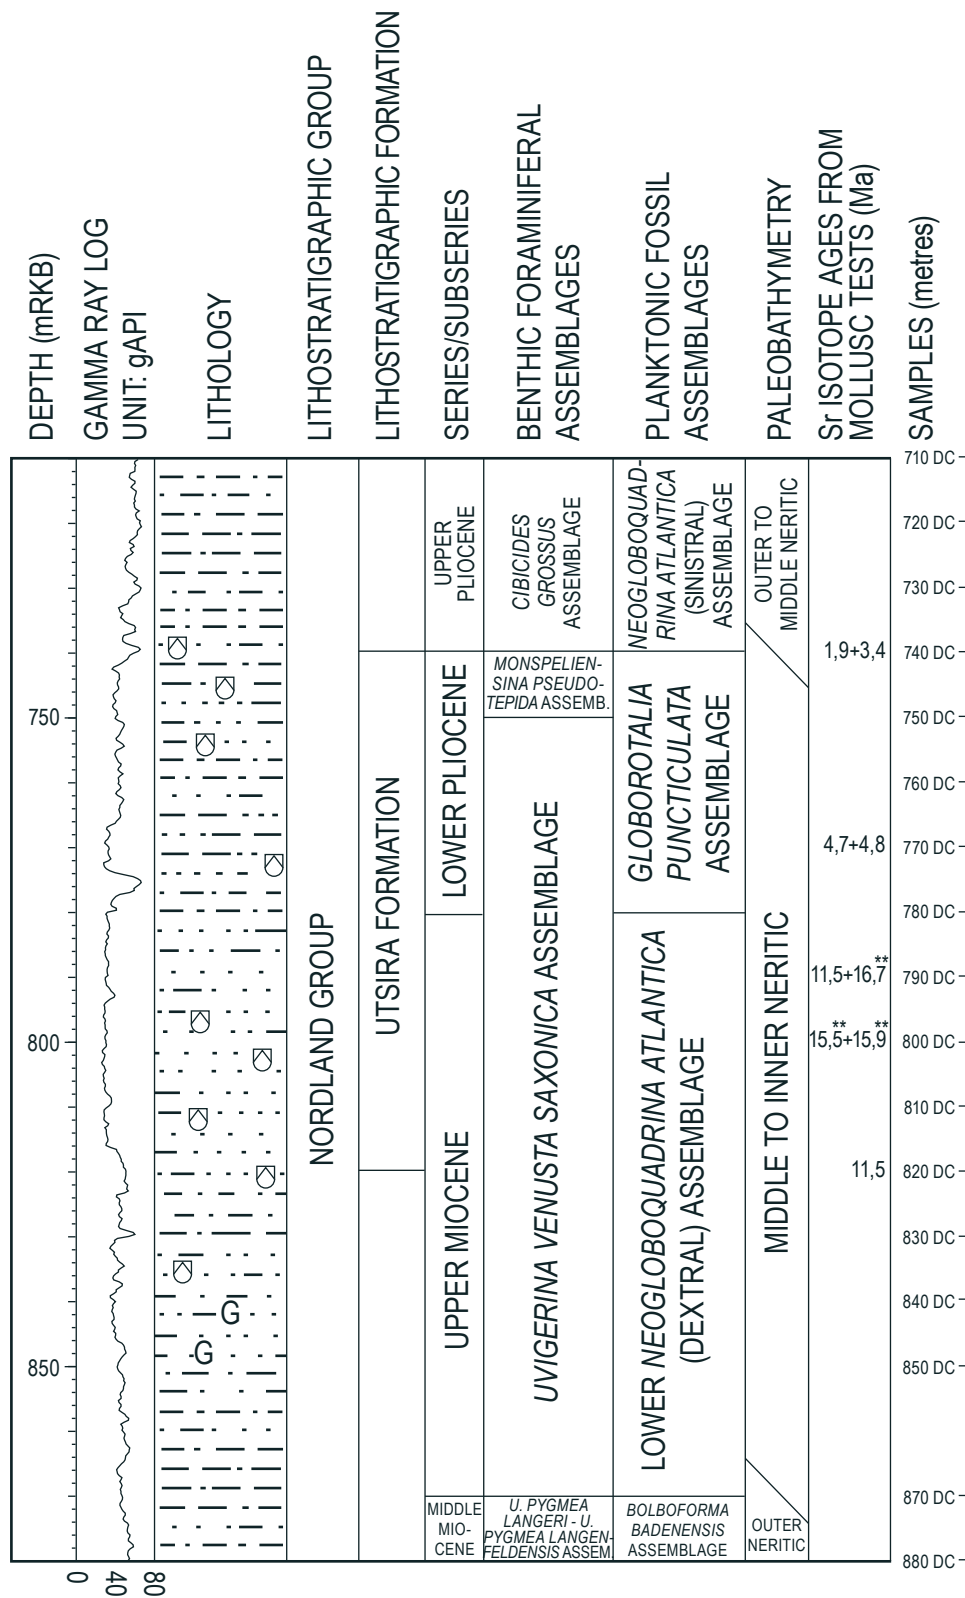 DEPTH (mRKB)
GAMMA RAY LOG
UNIT: gAPI
LITHOLOGY
LITHOSTRATIGRAPHIC GROUP
LITHOSTRATIGRAPHIC FORMATION
SERIES/SUBSERIES
BENTHIC FORAMINIFERAL
ASSEMBLAGES
PLANKTONIC FOSSIL
ASSEMBLAGES
PALEOBATHYMETRY
Sr ISOTOPE AGES FROM
MOLLUSC TESTS (Ma)
SAMPLES (metres)
750
800
850
0
40
80
G
G
NORDLAND GROUP
UTSIRA FORMATION
UPPER
PLIOCENE
LOWER PLIOCENE
UPPER MIOCENE
MIDDLE
MIO-
CENE
CIBICIDES
GROSSUS
ASSEMBLAGE
MONSPELIEN-
SINA PSEUDO-
TEPIDA ASSEMB.
UVIGERINA VENUSTA SAXONICA ASSEMBLAGE
U. PYGMEA
LANGERI - U.
PYGMEA LANGEN-
FELDENSIS ASSEM.
NEOGLOBOQUAD-
RINA ATLANTICA
(SINISTRAL)
ASSEMBLAGE
GLOBOROTALIA
PUNCTICULATA
ASSEMBLAGE
LOWER NEOGLOBOQUADRINA ATLANTICA
(DEXTRAL) ASSEMBLAGE
BOLBOFORMA
BADENENSIS
ASSEMBLAGE
OUTER TO
MIDDLE NERITIC
MIDDLE TO INNER NERITIC
OUTER
NERITIC
1,9+3,4
4,7+4,8
**
11,5+16,7
** **
15,5+15,9
11,5
710 DC
720 DC
730 DC
740 DC
750 DC
760 DC
770 DC
780 DC
790 DC
800 DC
810 DC
820 DC
830 DC
840 DC
850 DC
870 DC
880 DC